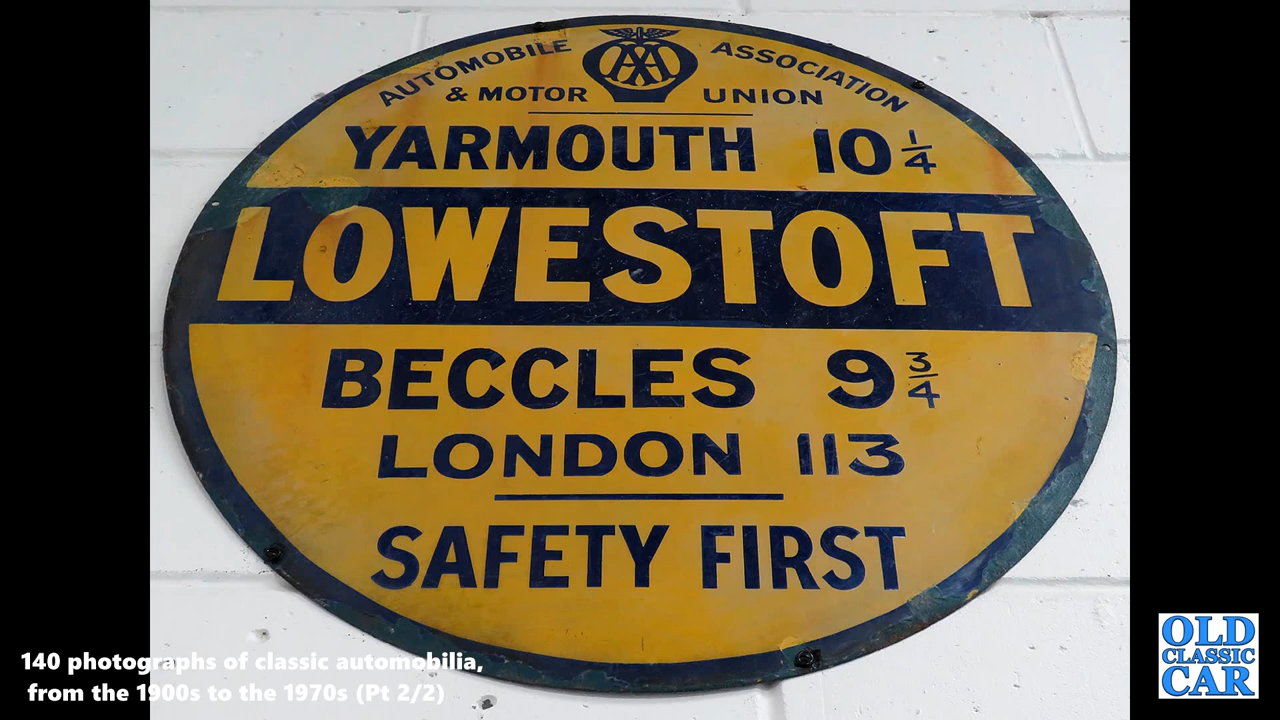 AUTOMOBILE AA ASSOCIATION
& MOTOR UNION
YARMOUTH 10 1/4
LOWESTOFT
BECCLES 9 3/4
LONDON 113
SAFETY FIRST
140 photographs of classic automobilia,
from the 1900s to the 1970s (Pt 2/2)
OLD
CLASSIC
CAR